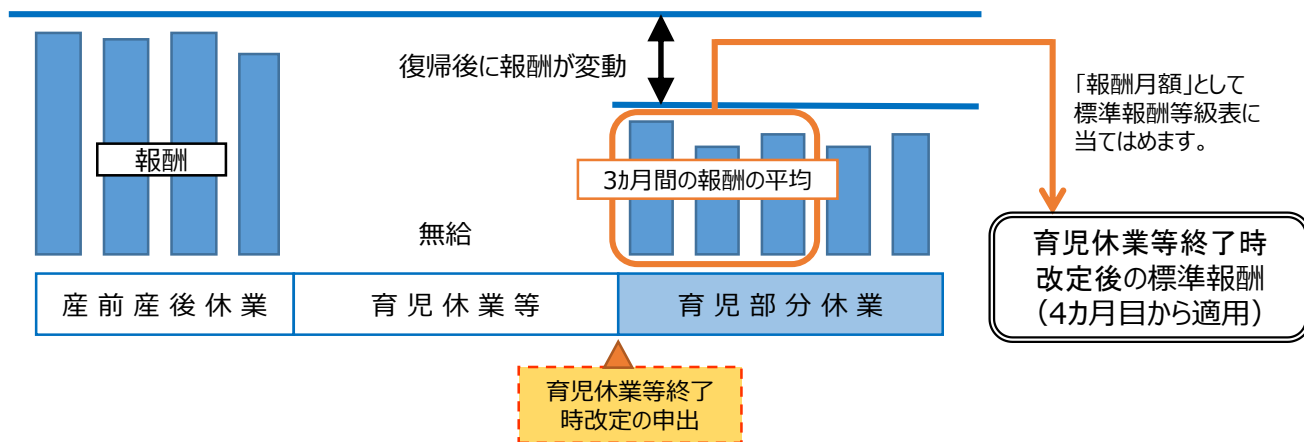 復帰後に報酬が変動
「報酬月額」として
標準報酬等級表に
当てはめます。
報酬
3ヵ月間の報酬の平均
無給
育児休業等終了時
改定後の標準報酬
（4カ月目から適用）
産前産後休業
育児休業等
育児部分休業
育児休業等終了
時改定の申出